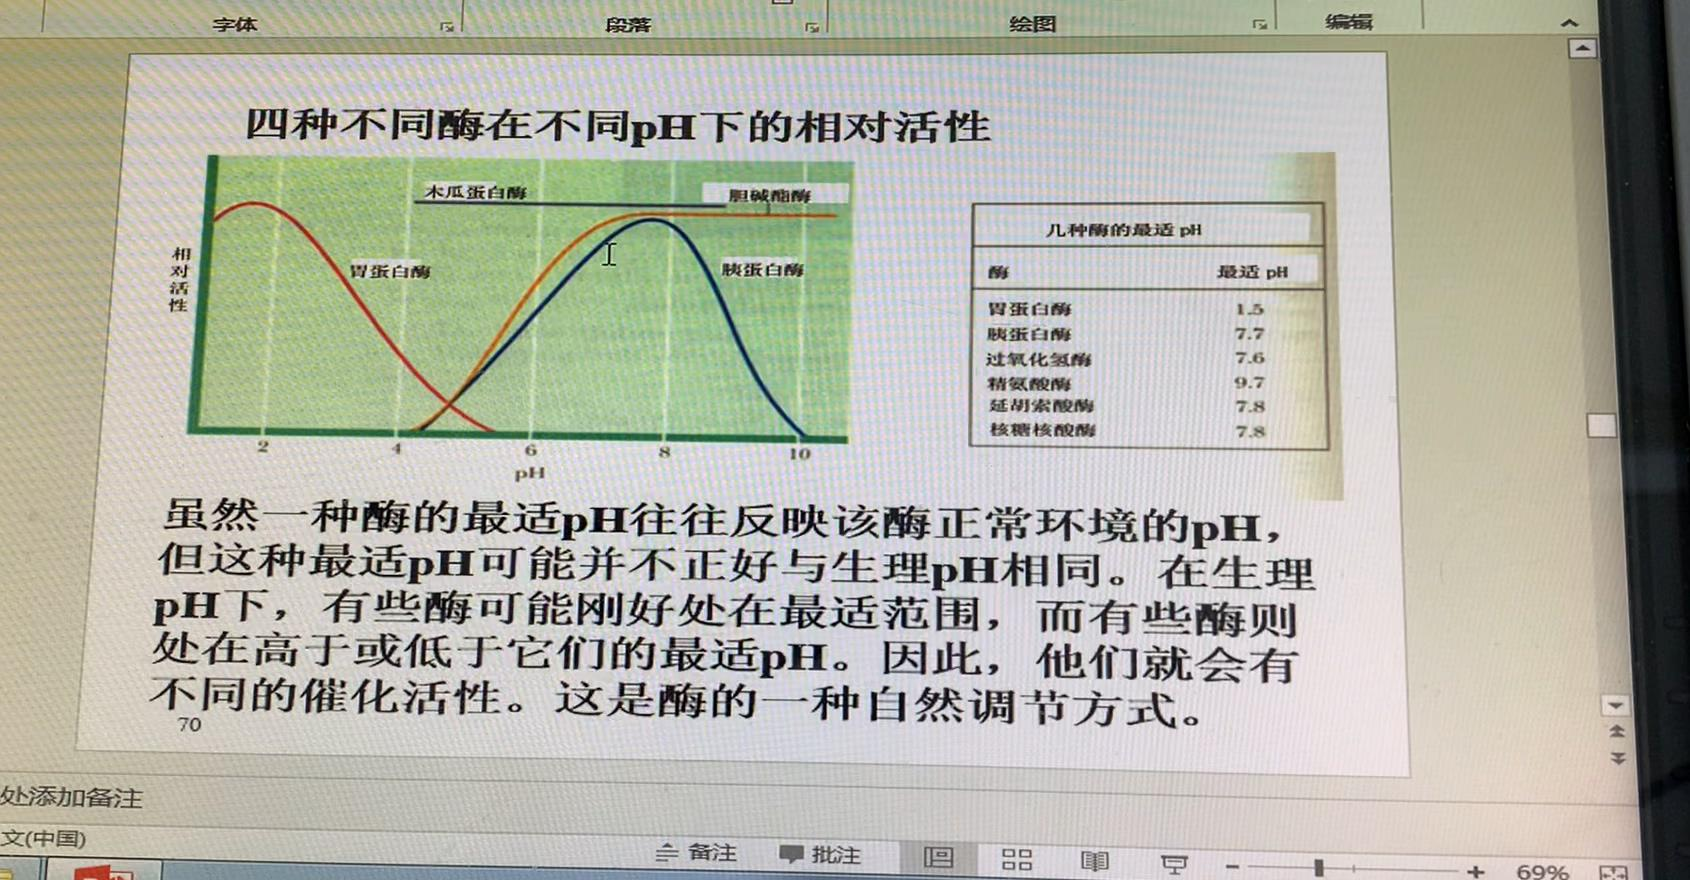 字体 段落 绘图 编辑
四种不同酶在不同pH下的相对活性
木瓜蛋白酶
胆碱酯酶
胃蛋白酶
胰蛋白酶
相对活性
2 4 6 8 10
pH
几种酶的最适 pH
酶 最适 pH
胃蛋白酶 1.5
胰蛋白酶 7.7
过氧化氢酶 7.6
精氨酸酶 9.7
延胡索酸酶 7.8
核糖核酸酶 7.8
虽然一种酶的最适pH往往反映该酶正常环境的pH，
但这种最适pH可能并不正好与生理pH相同。在生理
pH下，有些酶可能刚好处在最适范围，而有些酶则
处在高于或低于它们的最适pH。因此，他们就会有
不同的催化活性。这是酶的一种自然调节方式。
70
处添加备注
文(中国)
备注 批注 69%